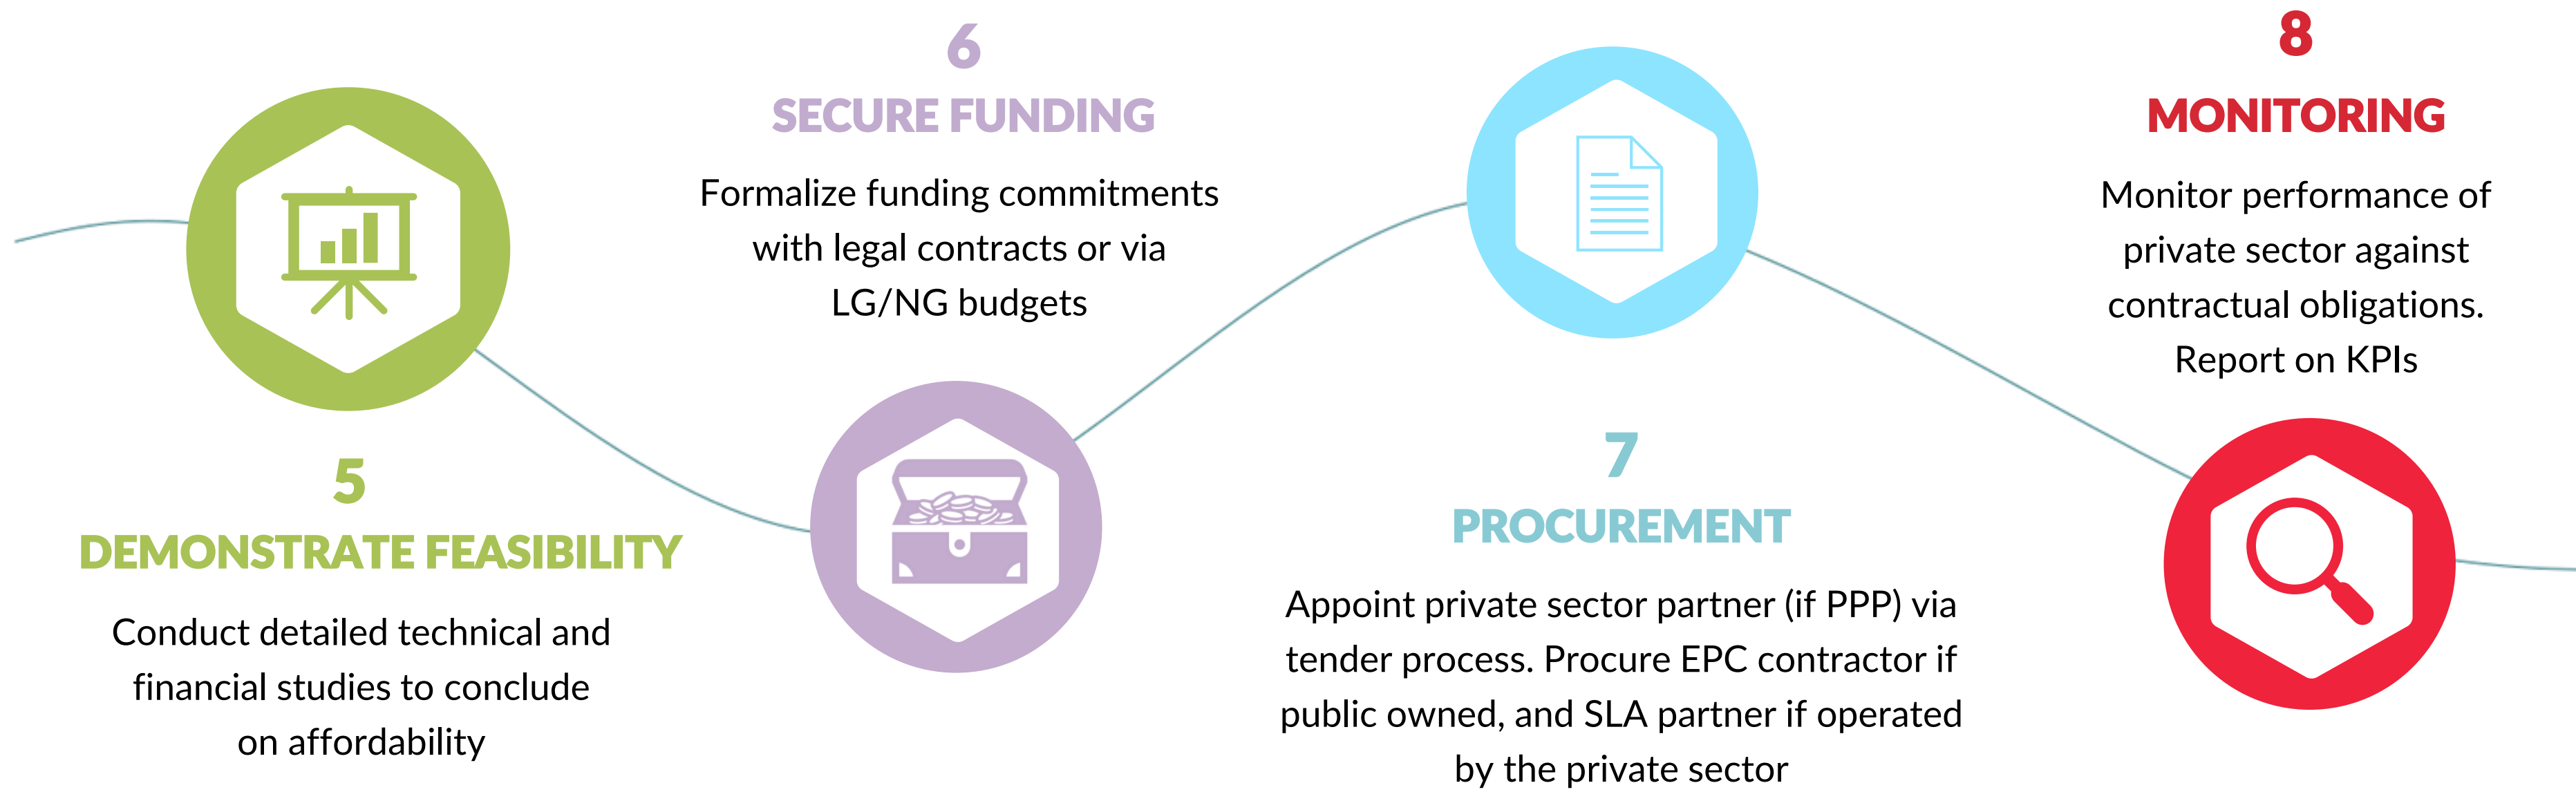 5
DEMONSTRATE FEASIBILITY
Conduct detailed technical and
financial studies to conclude
on affordability
6
SECURE FUNDING
Formalize funding commitments
with legal contracts or via
LG/NG budgets
7
PROCUREMENT
Appoint private sector partner (if PPP) via
tender process. Procure EPC contractor if
public owned, and SLA partner if operated
by the private sector
8
MONITORING
Monitor performance of
private sector against
contractual obligations.
Report on KPIs